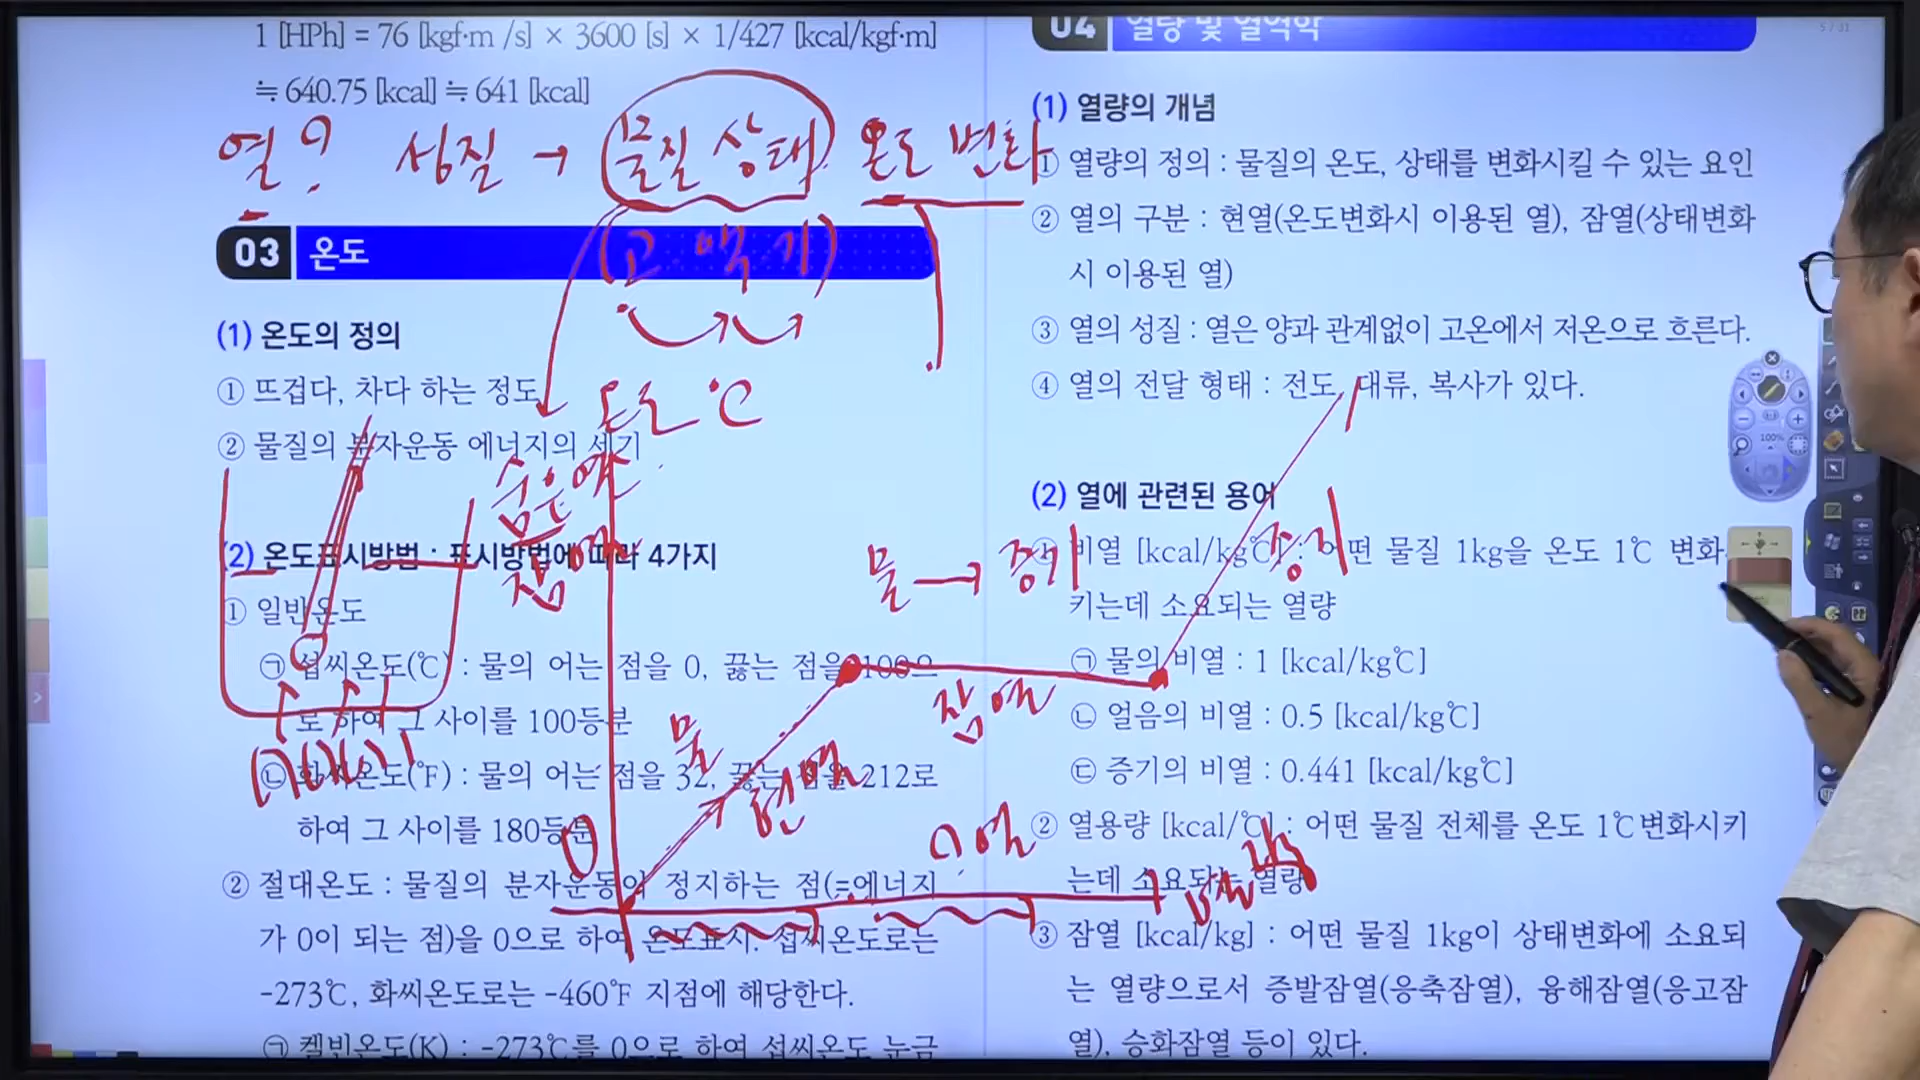 1 [HPh] = 76 [kgf·m /s] × 3600 [s] × 1/427 [kcal/kgf·m]
≒ 640.75 [kcal] ≒ 641 [kcal]
열? 성질 → 물질 상태 온도 변화
(고 액 기)
03 온도
(1) 온도의 정의
① 뜨겁다, 차다 하는 정도
② 물질의 분자운동 에너지의 세기
온도 ℃
숨은열
잠열
(2) 온도표시방법 : 표시방법에 따라 4가지
① 일반온도
㉠ 섭씨온도(℃) : 물의 어는 점을 0, 끓는 점을 100으
로 하여 그 사이를 100등분
㉡ 화씨온도(℉) : 물의 어는 점을 32, 끓는 점을 212로
하여 그 사이를 180등분
② 절대온도 : 물질의 분자운동이 정지하는 점(=에너지
가 0이 되는 점)을 0으로 하여 온도표시. 섭씨온도로는
-273℃, 화씨온도로는 -460℉ 지점에 해당한다.
㉠ 켈빈온도(K) : -273℃를 0으로 하여 섭씨온도 눈금
물 → 증기
증기
잠열
물
현열
0
열
04 열량 및 열역학
5 / 31
(1) 열량의 개념
① 열량의 정의 : 물질의 온도, 상태를 변화시킬 수 있는 요인
② 열의 구분 : 현열(온도변화시 이용된 열), 잠열(상태변화
시 이용된 열)
③ 열의 성질 : 열은 양과 관계없이 고온에서 저온으로 흐른다.
④ 열의 전달 형태 : 전도, 대류, 복사가 있다.
(2) 열에 관련된 용어
① 비열 [kcal/kg℃] : 어떤 물질 1kg을 온도 1℃ 변화
키는데 소요되는 열량
㉠ 물의 비열 : 1 [kcal/kg℃]
㉡ 얼음의 비열 : 0.5 [kcal/kg℃]
㉢ 증기의 비열 : 0.441 [kcal/kg℃]
② 열용량 [kcal/℃] : 어떤 물질 전체를 온도 1℃변화시키
는데 소요되는 열량
③ 잠열 [kcal/kg] : 어떤 물질 1kg이 상태변화에 소요되
는 열량으로서 증발잠열(응축잠열), 융해잠열(응고잠
열), 승화잠열 등이 있다.
100%